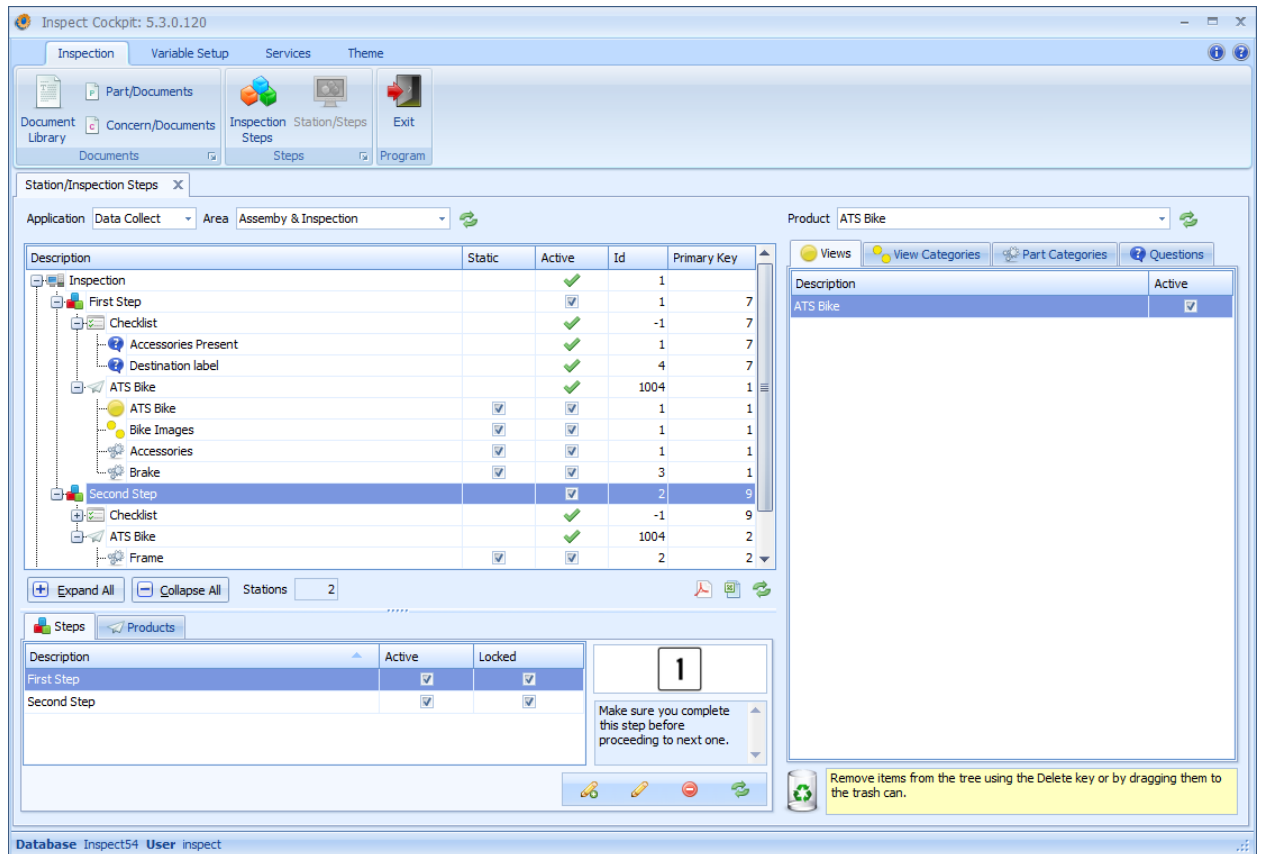 Inspect Cockpit: 5.3.0.120
Inspection Variable Setup Services Theme
Part/Documents
Concern/Documents
Document Library
Inspection Steps
Station/Steps
Exit
Documents Steps Program
Station/Inspection Steps X
Application Data Collect Area Assemby & Inspection
Product ATS Bike
Description Static Active Id Primary Key
Inspection 1
First Step 1 7
Checklist -1 7
Accessories Present 1 7
Destination label 4 7
ATS Bike 1004 1
ATS Bike 1 1
Bike Images 1 1
Accessories 1 1
Brake 3 1
Second Step 2 9
Checklist -1 9
ATS Bike 1004 2
Frame 2 2
Expand All Collapse All Stations 2
Steps Products
Description Active Locked
First Step
Second Step
1
Make sure you complete
this step before
proceeding to next one.
Views View Categories Part Categories Questions
Description Active
ATS Bike
Remove items from the tree using the Delete key or by dragging them to
the trash can.
Database Inspect54 User inspect